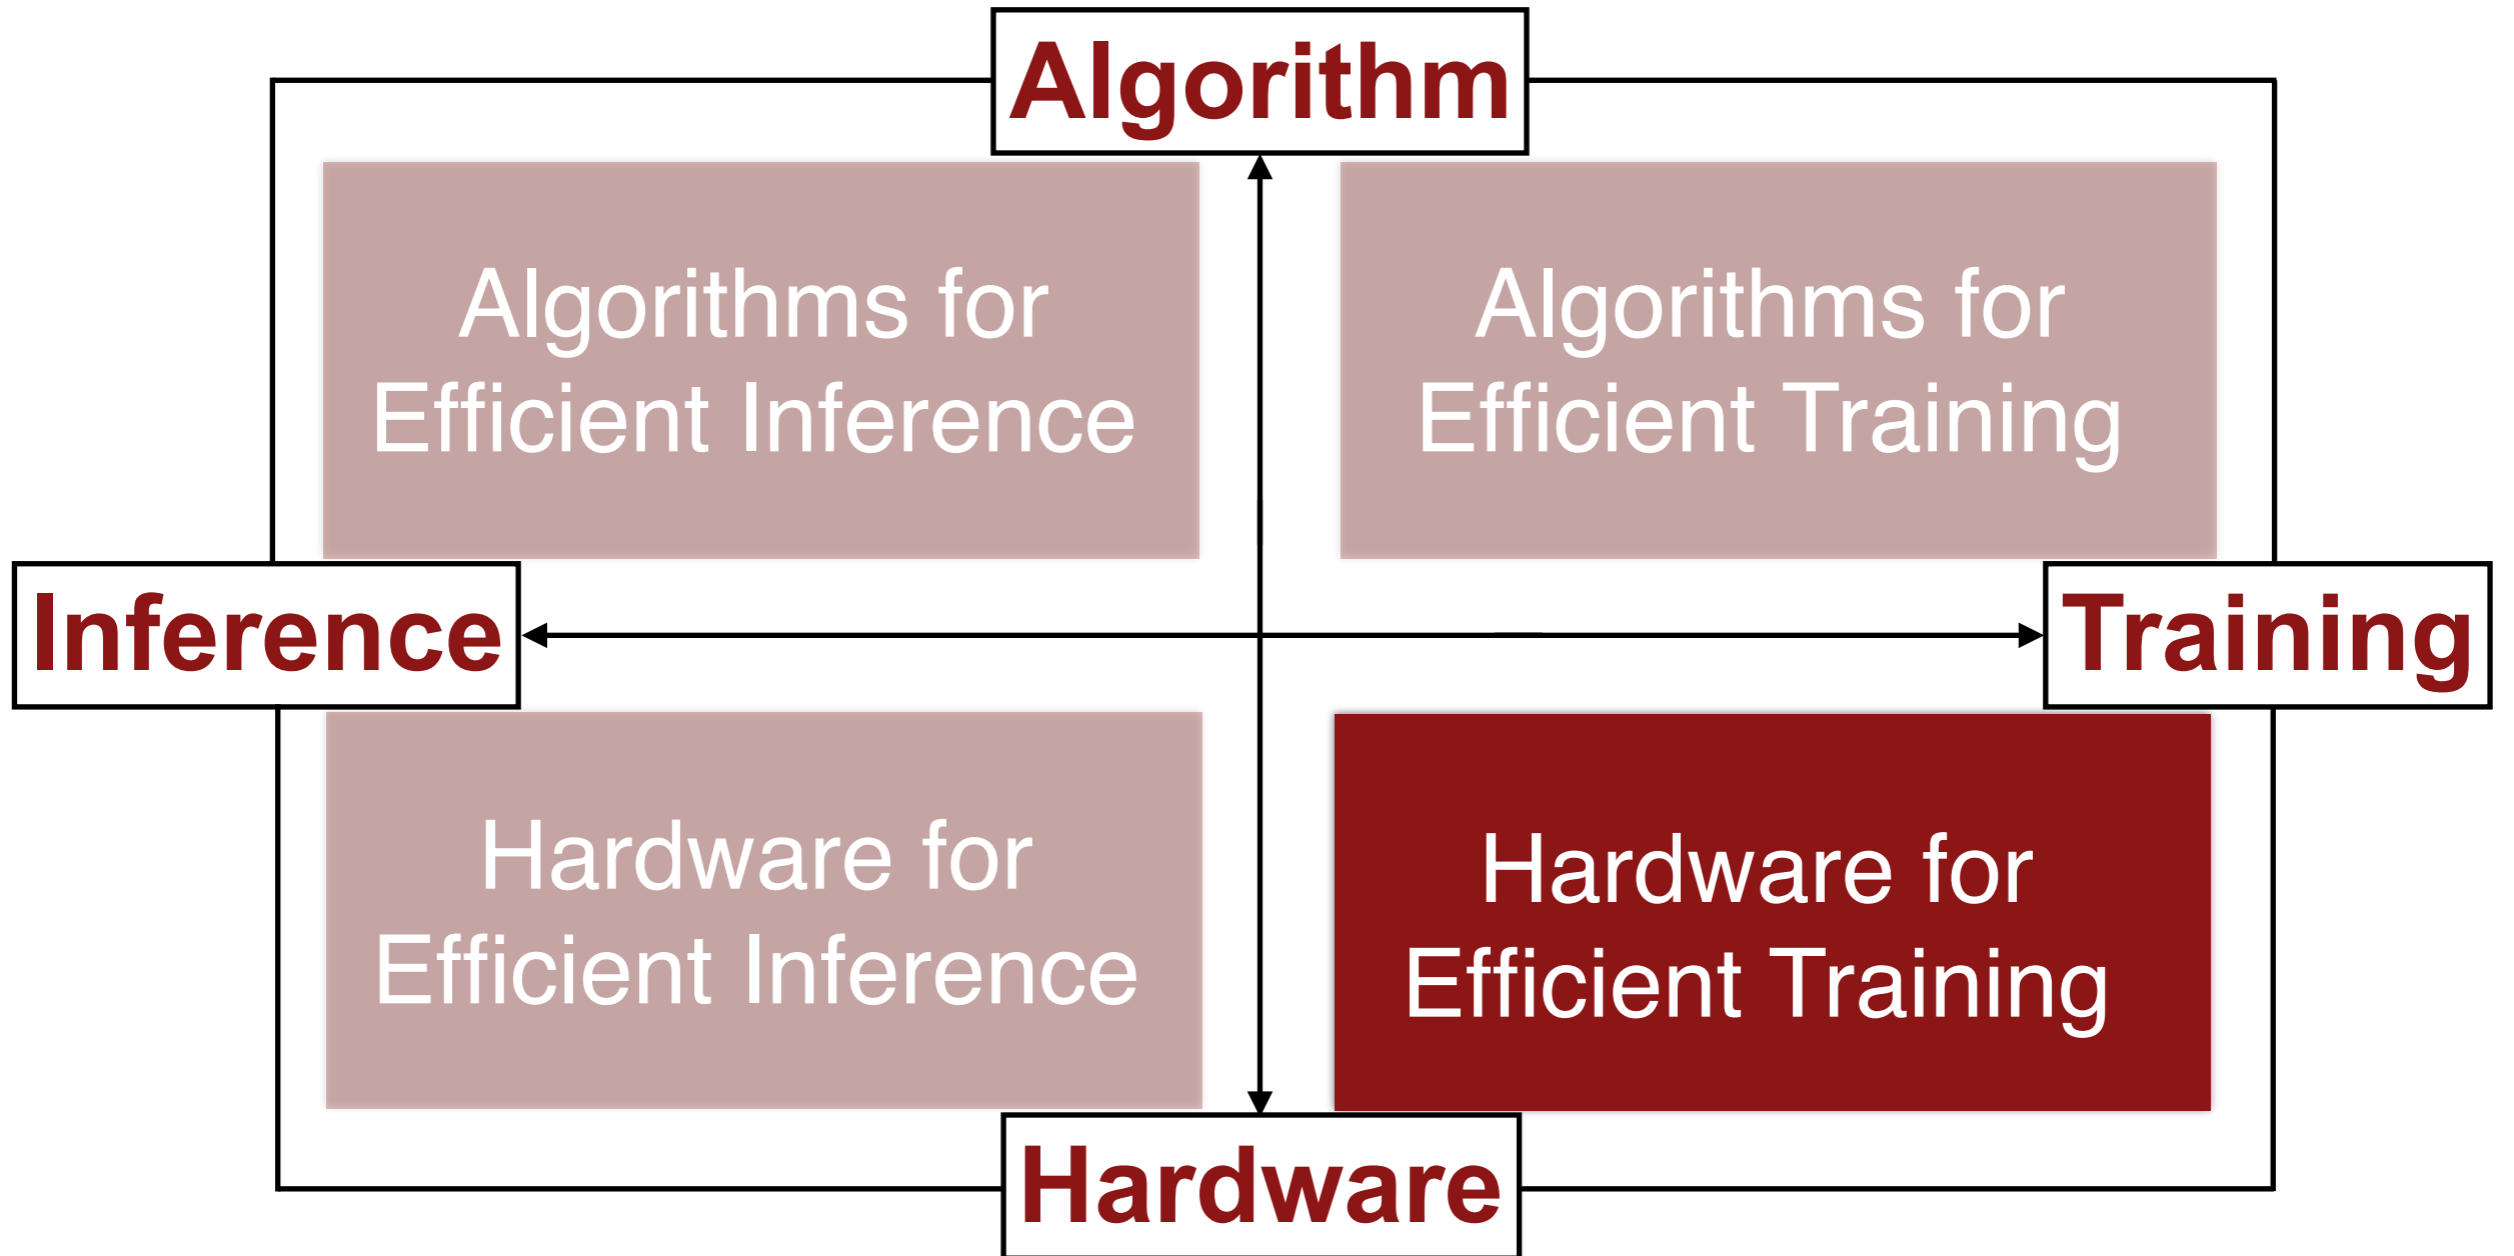 Algorithm
Algorithms for
Efficient Inference
Algorithms for
Efficient Training
Inference
Training
Hardware for
Efficient Inference
Hardware for
Efficient Training
Hardware